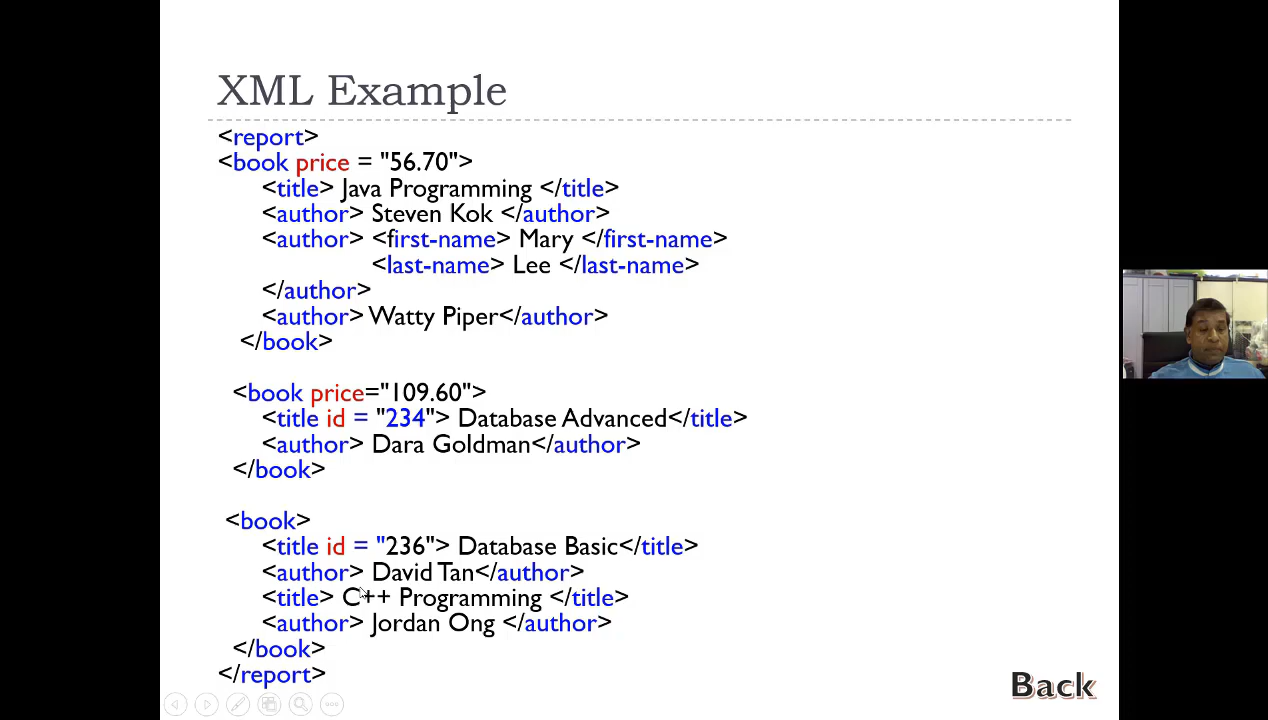 XML Example
<report>
<book price = "56.70">
<title> Java Programming </title>
<author> Steven Kok </author>
<author> <first-name> Mary </first-name>
<last-name> Lee </last-name>
</author>
<author> Watty Piper</author>
</book>
<book price="109.60">
<title id = "234"> Database Advanced</title>
<author> Dara Goldman</author>
</book>
<book>
<title id = "236"> Database Basic</title>
<author> David Tan</author>
<title> C++ Programming </title>
<author> Jordan Ong </author>
</book>
</report>
Back